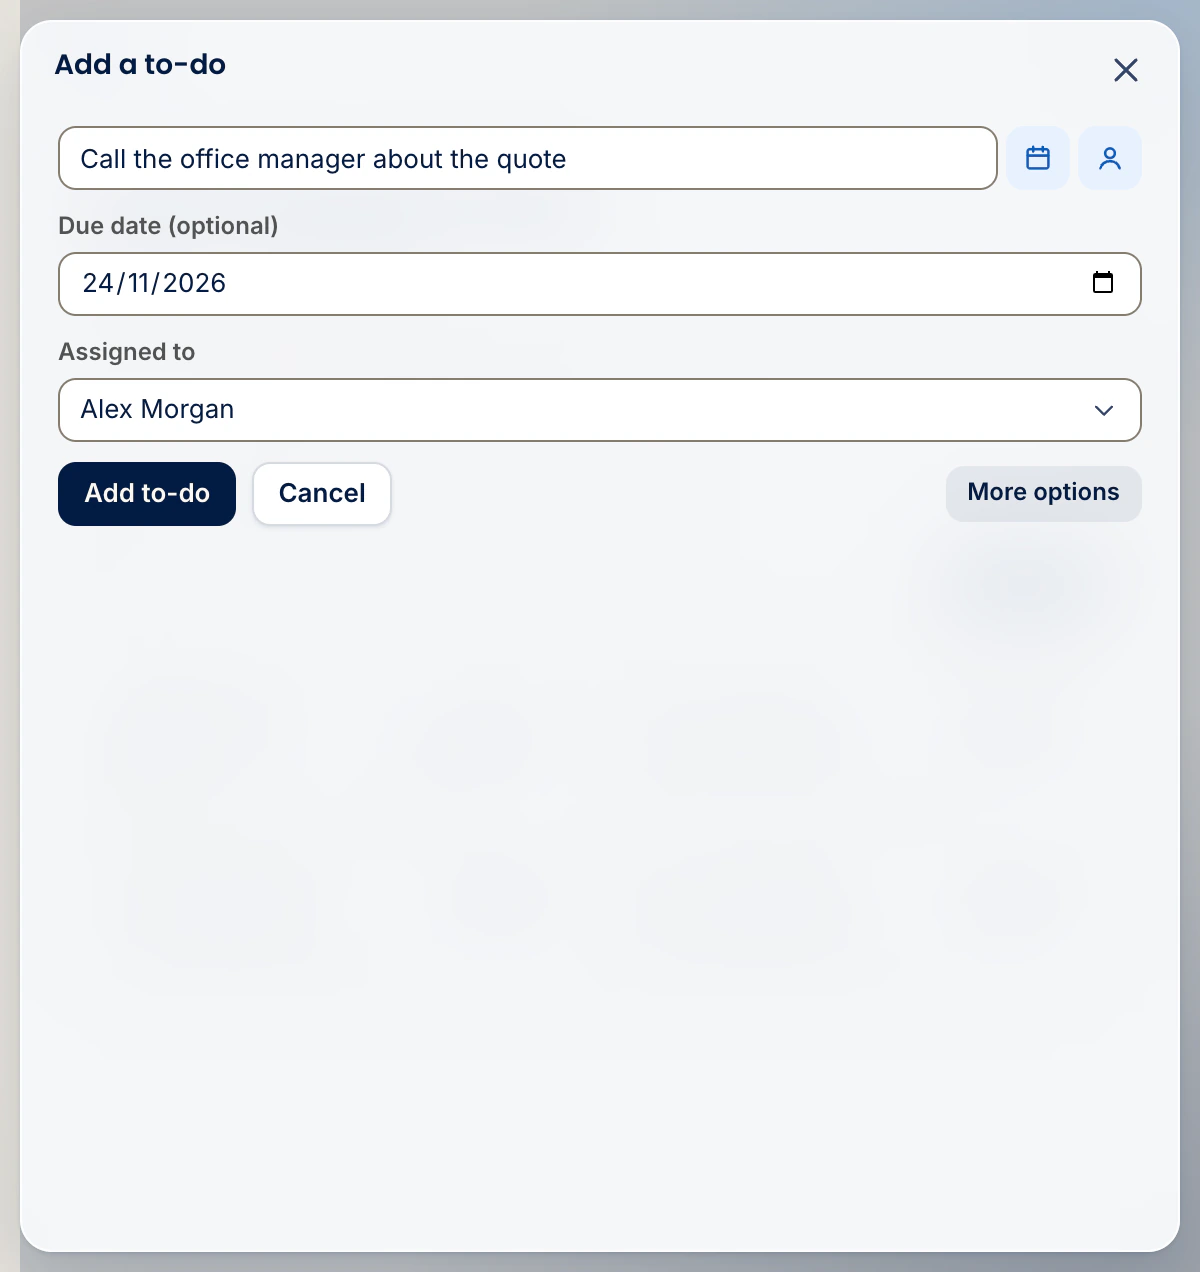 Add a to-do
Call the office manager about the quote
Due date (optional)
24/11/2026
Assigned to
Alex Morgan
Add to-do
Cancel
More options